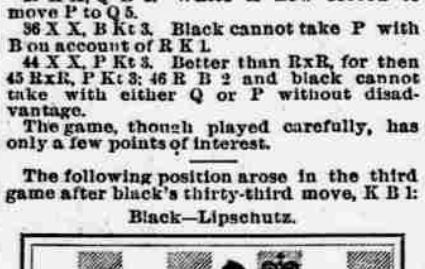 move P to Q 5.
36 X X, B Kt 3. Black cannot take P with
B on account of R K 1.
44 X X, P Kt 3. Better than RxR, for then
45 RxR, P Kt 3; 46 R B 2 and black cannot
take with either Q or P without disad-
vantage.
The game, though played carefully, has
only a few points of interest.
The following position arose in the third
game after black's thirty-third move, K B 1:
Black—Lipschutz.